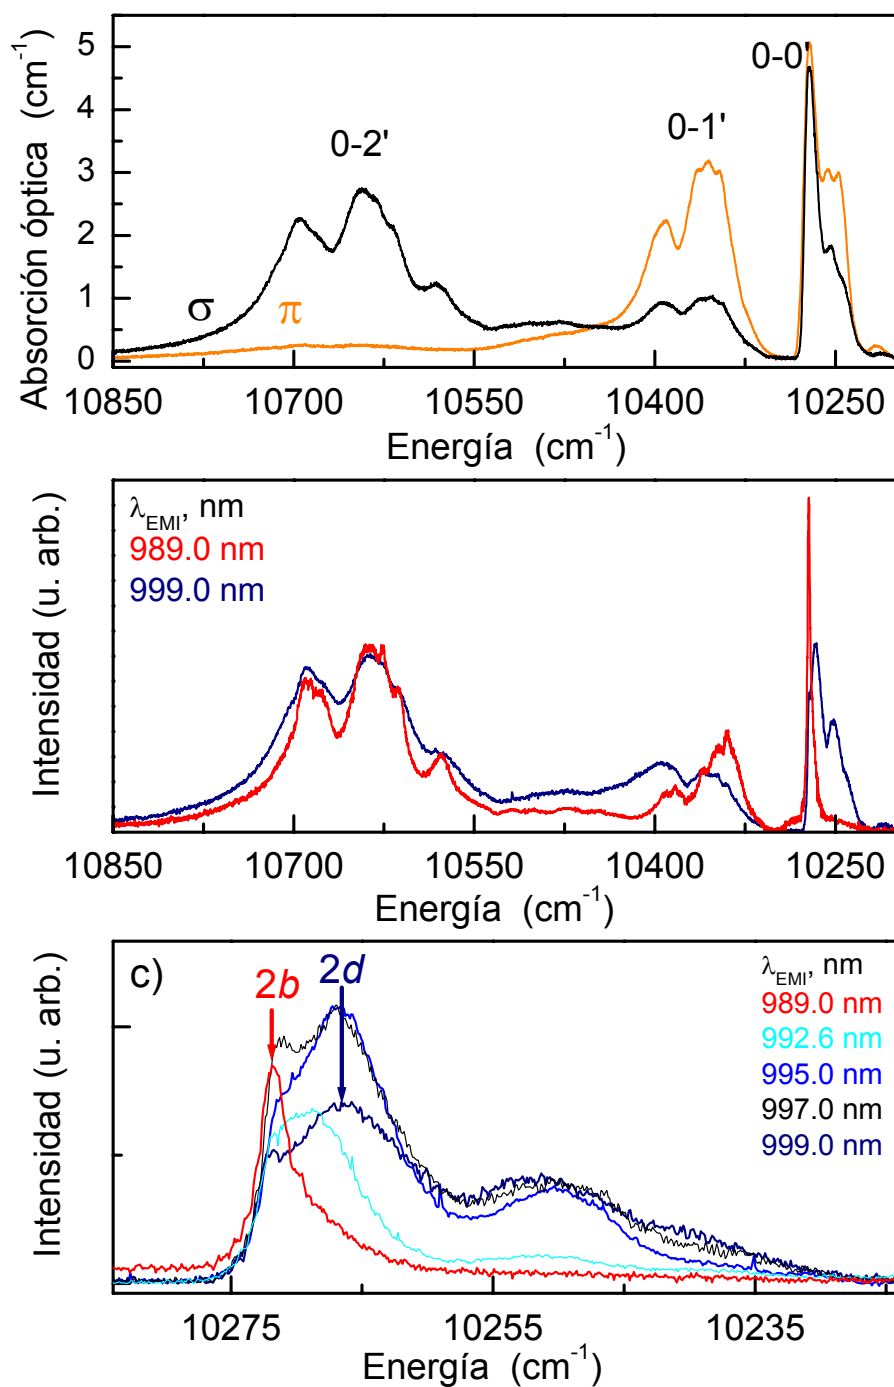 Absorción óptica (cm⁻¹)
5
4
3
2
1
0
0-2'
0-1'
0-0'
σ
π
10850 10700 10550 10400 10250
Energía (cm⁻¹)
Intensidad (u. arb.)
λEMI, nm
989.0 nm
999.0 nm
10850 10700 10550 10400 10250
Energía (cm⁻¹)
Intensidad (u. arb.)
c)
2b
2d
λEMI, nm
989.0 nm
992.6 nm
995.0 nm
997.0 nm
999.0 nm
10275 10255 10235
Energía (cm⁻¹)